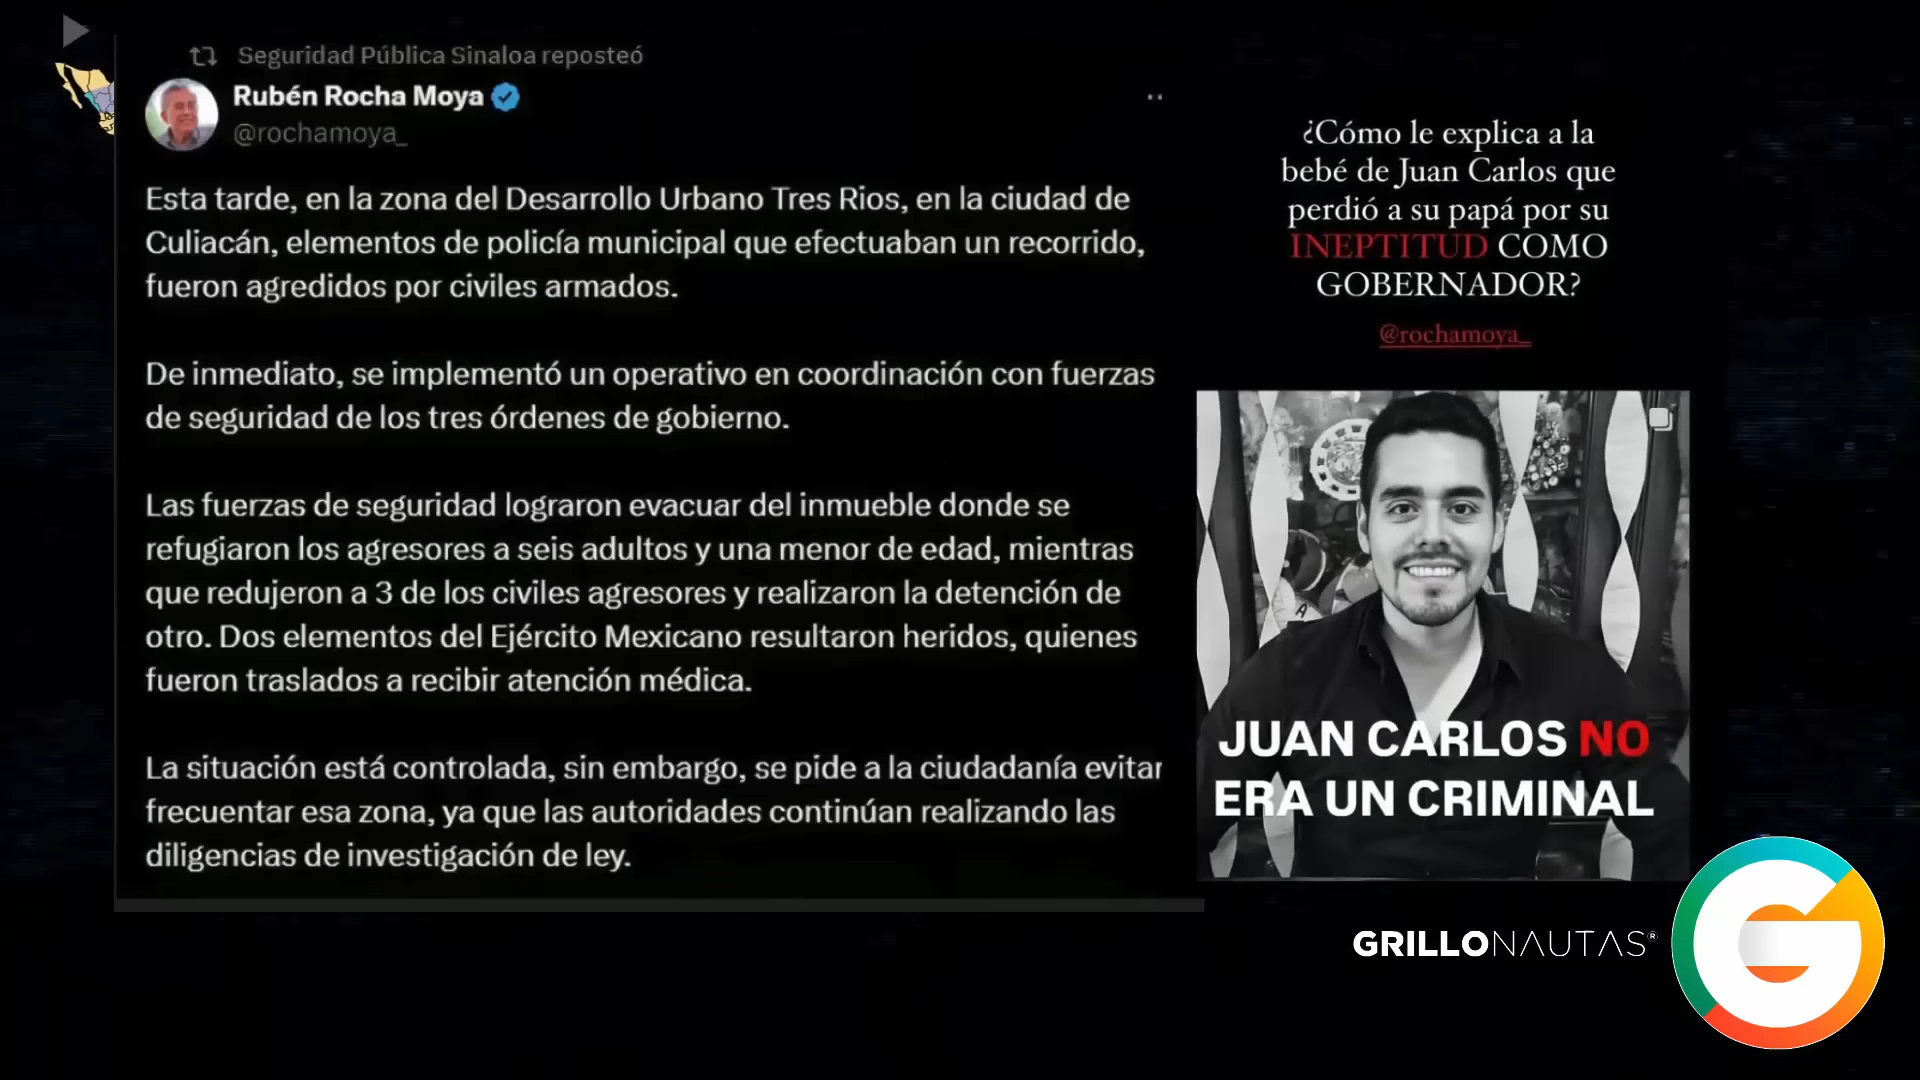 Seguridad Pública Sinaloa reposteó
Rubén Rocha Moya
@rochamoya_
Esta tarde, en la zona del Desarrollo Urbano Tres Rios, en la ciudad de
Culiacán, elementos de policía municipal que efectuaban un recorrido,
fueron agredidos por civiles armados.
De inmediato, se implementó un operativo en coordinación con fuerzas
de seguridad de los tres órdenes de gobierno.
Las fuerzas de seguridad lograron evacuar del inmueble donde se
refugiaron los agresores a seis adultos y una menor de edad, mientras
que redujeron a 3 de los civiles agresores y realizaron la detención de
otro. Dos elementos del Ejército Mexicano resultaron heridos, quienes
fueron traslados a recibir atención médica.
La situación está controlada, sin embargo, se pide a la ciudadanía evitar
frecuentar esa zona, ya que las autoridades continúan realizando las
diligencias de investigación de ley.
¿Cómo le explica a la
bebé de Juan Carlos que
perdió a su papá por su
INEPTITUD COMO
GOBERNADOR?
@rochamoya_
JUAN CARLOS NO
ERA UN CRIMINAL
GRILLONAUTAS®
G